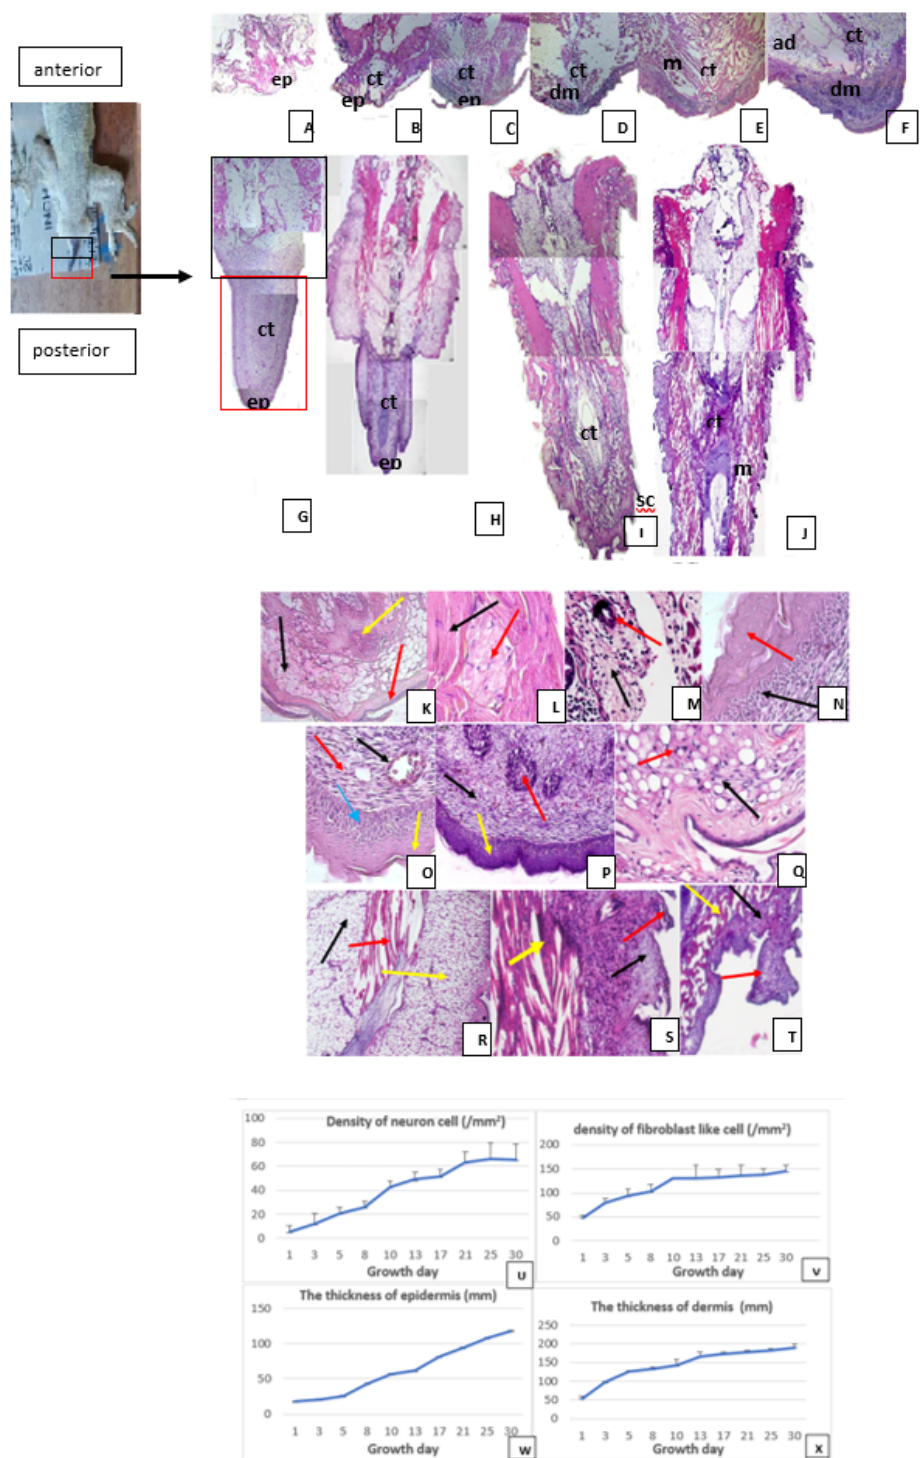 anterior
posterior
ep
A
ct
ep
B
ct
ep
C
ct
dm
D
m
ct
E
ad
ct
dm
F
ct
ep
G
ct
ep
H
ct
sc
I
ct
m
J
K
L
M
N
O
P
Q
R
S
T
Density of neuron cell (/mm²)
100
80
60
40
20
0
1 3 5 8 10 13 17 21 25 30
Growth day
U
density of fibroblast like cell (/mm²)
200
150
100
50
0
1 3 5 8 10 13 17 21 25 30
Growth day
V
The thickness of epidermis (mm)
150
100
50
0
1 3 5 8 10 13 17 21 25 30
Growth day
W
The thickness of dermis (mm)
250
200
150
100
50
0
1 3 5 8 10 13 17 21 25 30
Growth day
X